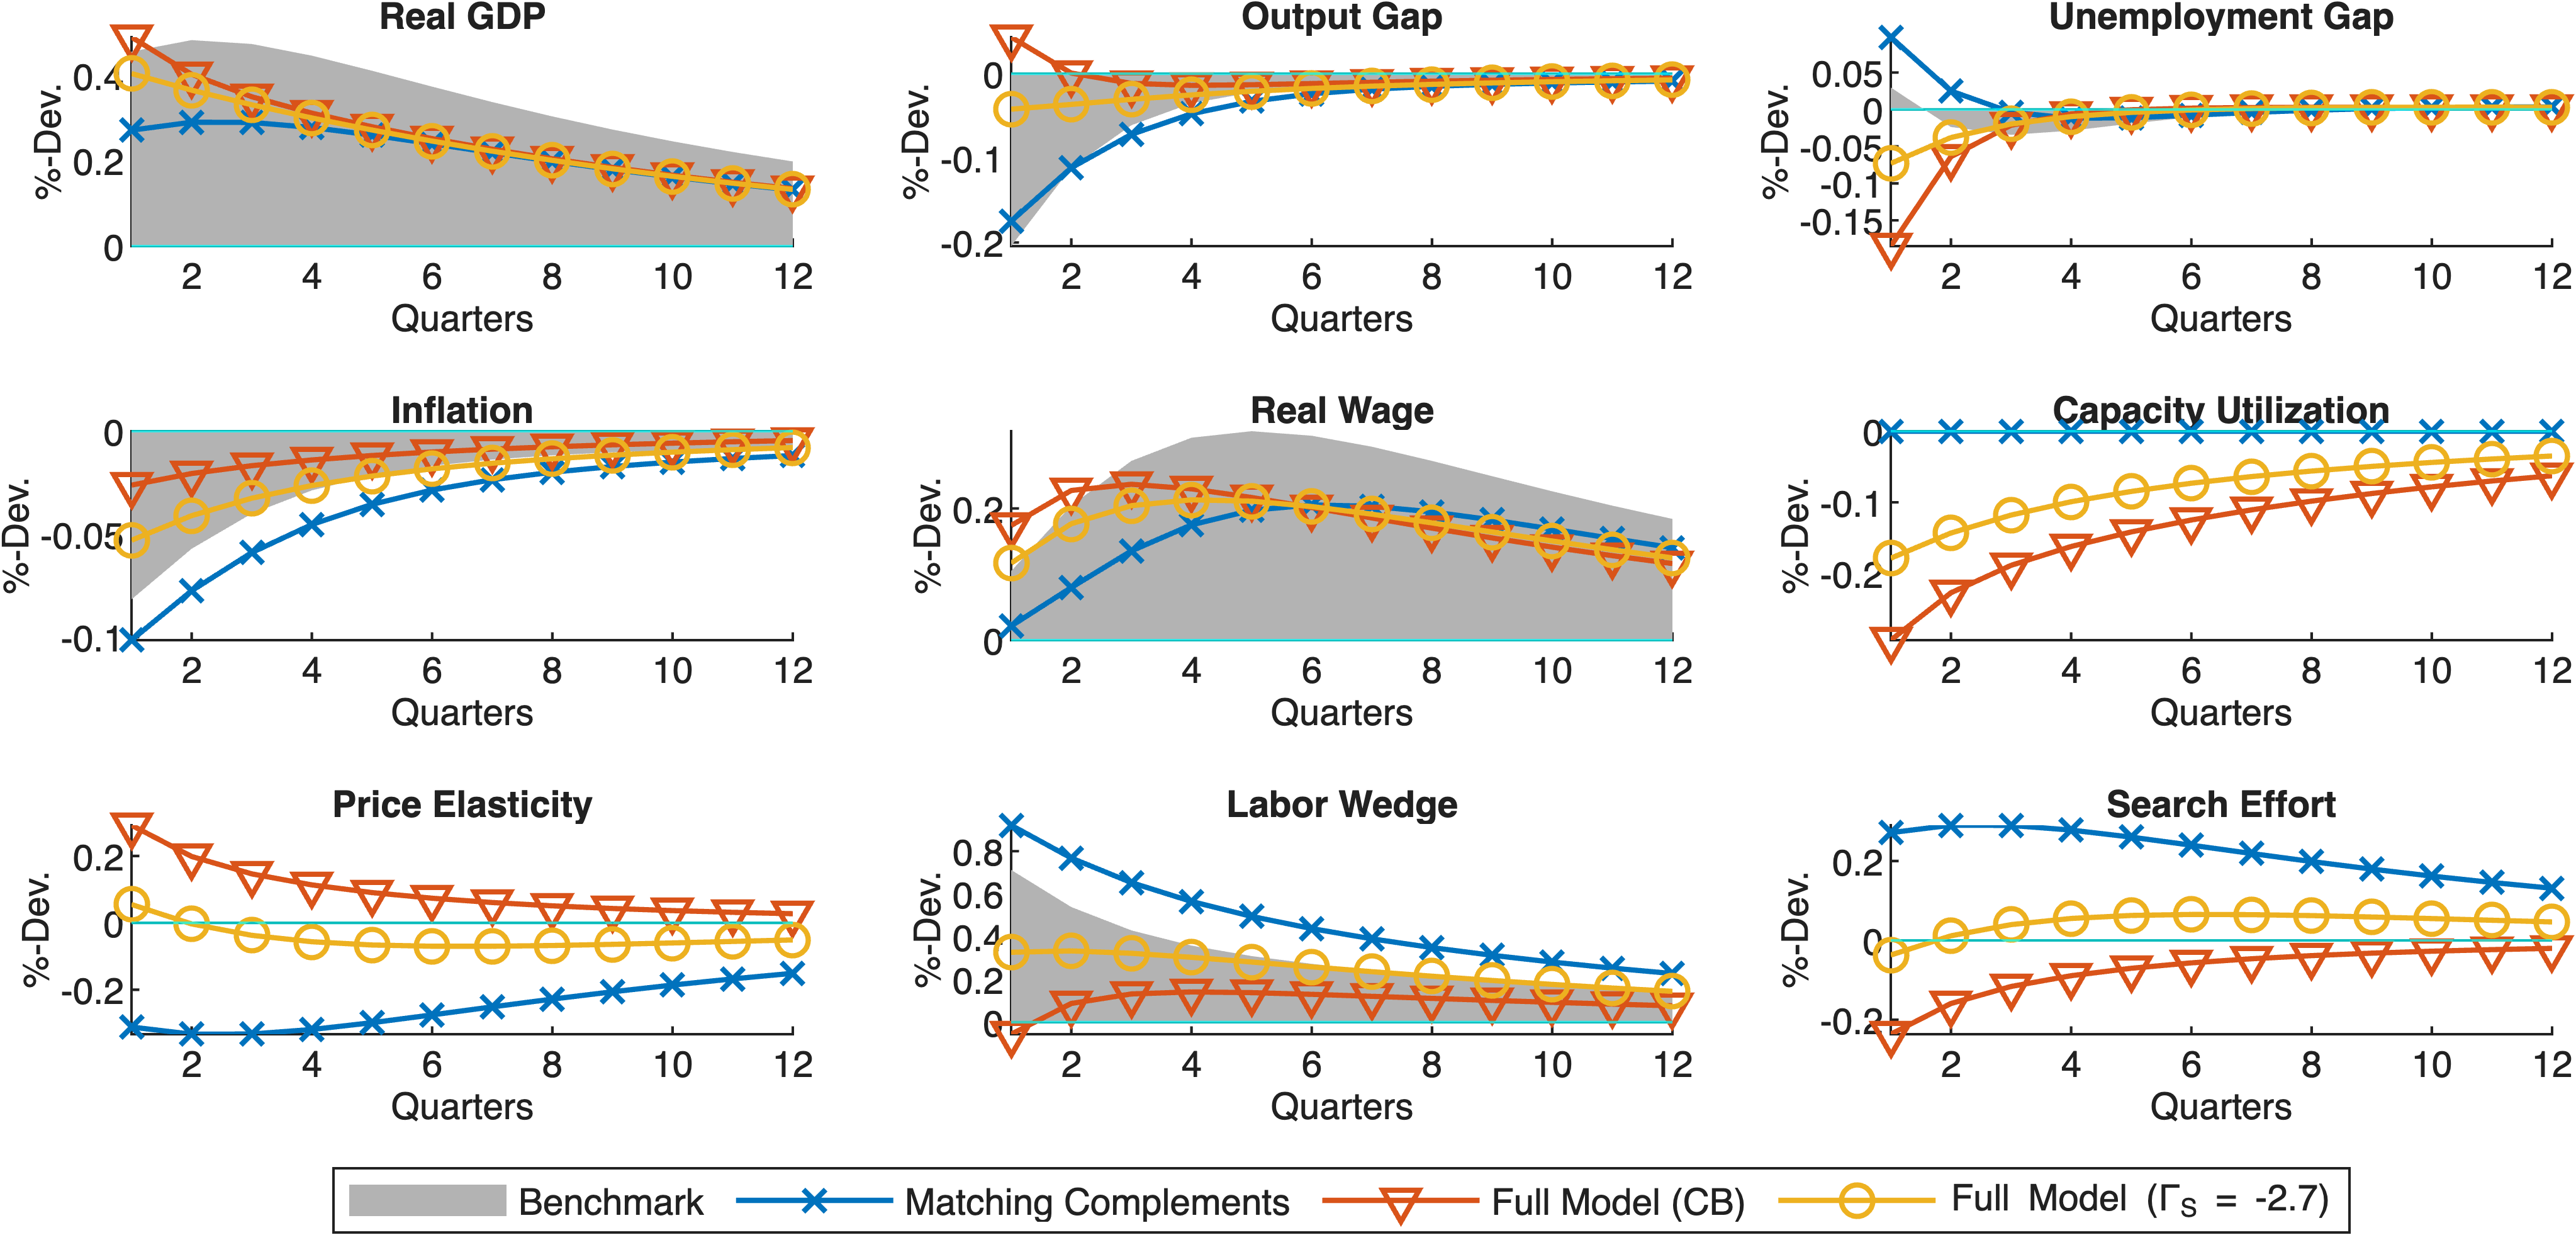 Real GDP
%-Dev.
0.4
0.2
0
2 4 6 8 10 12
Quarters
Output Gap
%-Dev.
0
-0.1
-0.2
2 4 6 8 10 12
Quarters
Unemployment Gap
%-Dev.
0.05
0
-0.05
-0.1
-0.15
2 4 6 8 10 12
Quarters
Inflation
%-Dev.
0
-0.05
-0.1
2 4 6 8 10 12
Quarters
Real Wage
%-Dev.
0.2
0
2 4 6 8 10 12
Quarters
Capacity Utilization
%-Dev.
0
-0.1
-0.2
2 4 6 8 10 12
Quarters
Price Elasticity
%-Dev.
0.2
0
-0.2
2 4 6 8 10 12
Quarters
Labor Wedge
%-Dev.
0.8
0.6
0.4
0.2
0
2 4 6 8 10 12
Quarters
Search Effort
%-Dev.
0.2
0
-0.2
2 4 6 8 10 12
Quarters
Benchmark Matching Complements Full Model (CB) Full Model (Γ_S = -2.7)